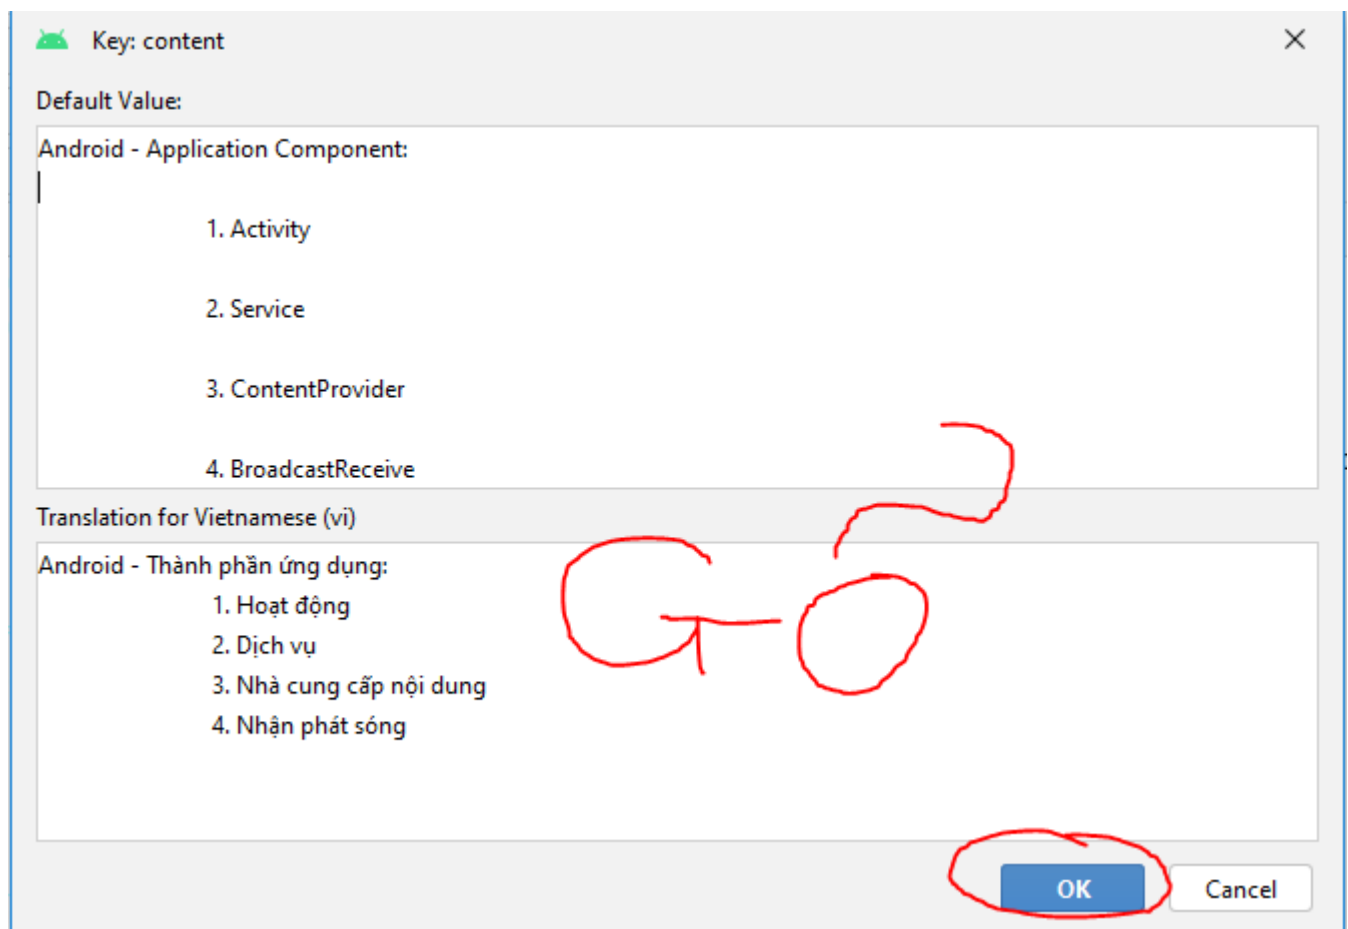 Key: content
Default Value:
Android - Application Component:
1. Activity
2. Service
3. ContentProvider
4. BroadcastReceive
Translation for Vietnamese (vi)
Android - Thành phần ứng dụng:
1. Hoạt động
2. Dịch vụ
3. Nhà cung cấp nội dung
4. Nhận phát sóng
OK
Cancel